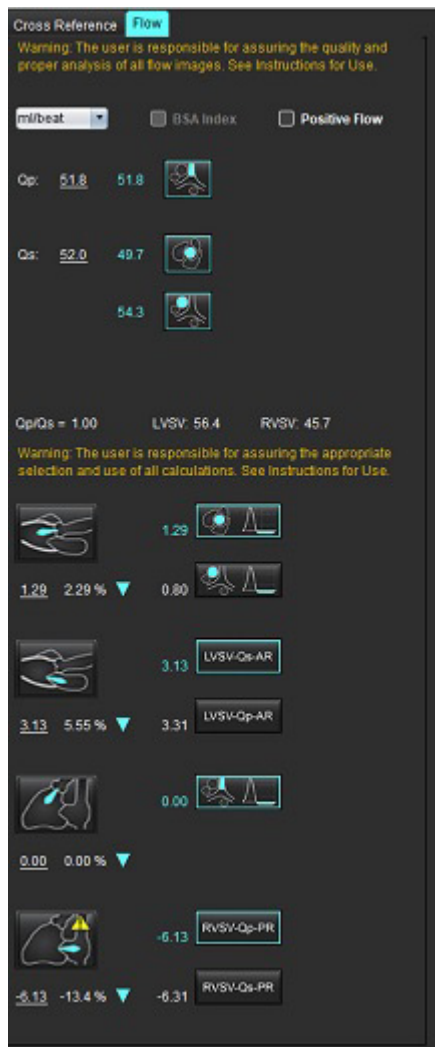 Cross Reference Flow
Warning: The user is responsible for assuring the quality and
proper analysis of all flow images. See Instructions for Use.
ml/beat BSA Index Positive Flow
Qp: 51.8 51.8
Qs: 52.0 49.7
54.3
Qp/Qs = 1.00 LVSV: 56.4 RVSV: 45.7
Warning: The user is responsible for assuring the appropriate
selection and use of all calculations. See Instructions for Use.
1.29
1.29 2.29 % 0.80
3.13 LVSV-Qs-AR
3.13 5.55 % 3.31 LVSV-Qp-AR
0.00
0.00 0.00 %
-6.13 RVSV-Qp-PR
-6.13 -13.4 % -6.31 RVSV-Qs-PR